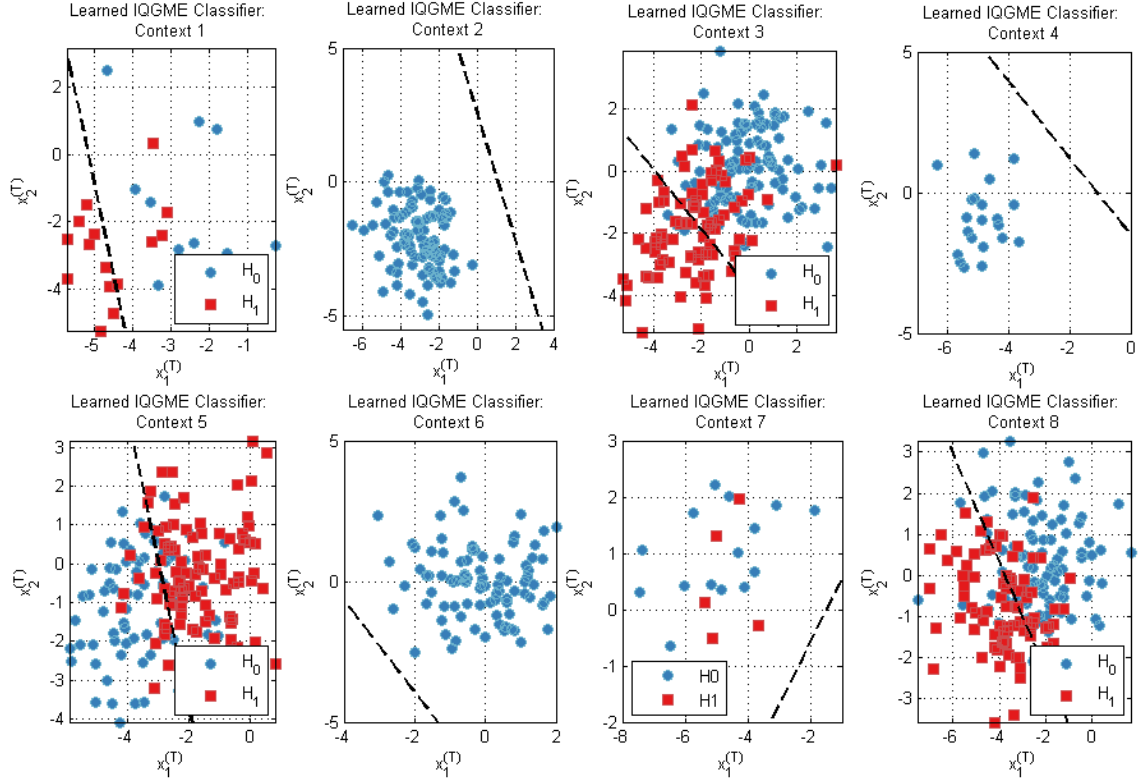 Learned IQGME Classifier:
Context 1
2
0
-2
-4
-5
-4
-3
-2
-1
x₂⁽ᵀ⁾
x₁⁽ᵀ⁾
H₀
H₁
Learned IQGME Classifier:
Context 2
5
0
-5
-6
-4
-2
0
2
4
x₂⁽ᵀ⁾
x₁⁽ᵀ⁾
Learned IQGME Classifier:
Context 3
2
0
-2
-4
-4
-2
0
2
x₂⁽ᵀ⁾
x₁⁽ᵀ⁾
H₀
H₁
Learned IQGME Classifier:
Context 4
5
0
-5
-6
-4
-2
0
x₂⁽ᵀ⁾
x₁⁽ᵀ⁾
Learned IQGME Classifier:
Context 5
3
2
1
0
-1
-2
-3
-4
-4
-2
0
x₂⁽ᵀ⁾
x₁⁽ᵀ⁾
H₀
H₁
Learned IQGME Classifier:
Context 6
5
0
-5
-4
-2
0
2
x₂⁽ᵀ⁾
x₁⁽ᵀ⁾
Learned IQGME Classifier:
Context 7
3
2
1
0
-1
-2
-8
-6
-4
-2
x₂⁽ᵀ⁾
x₁⁽ᵀ⁾
H0
H1
Learned IQGME Classifier:
Context 8
3
2
1
0
-1
-2
-3
-6
-4
-2
0
x₂⁽ᵀ⁾
x₁⁽ᵀ⁾
H₀
H₁